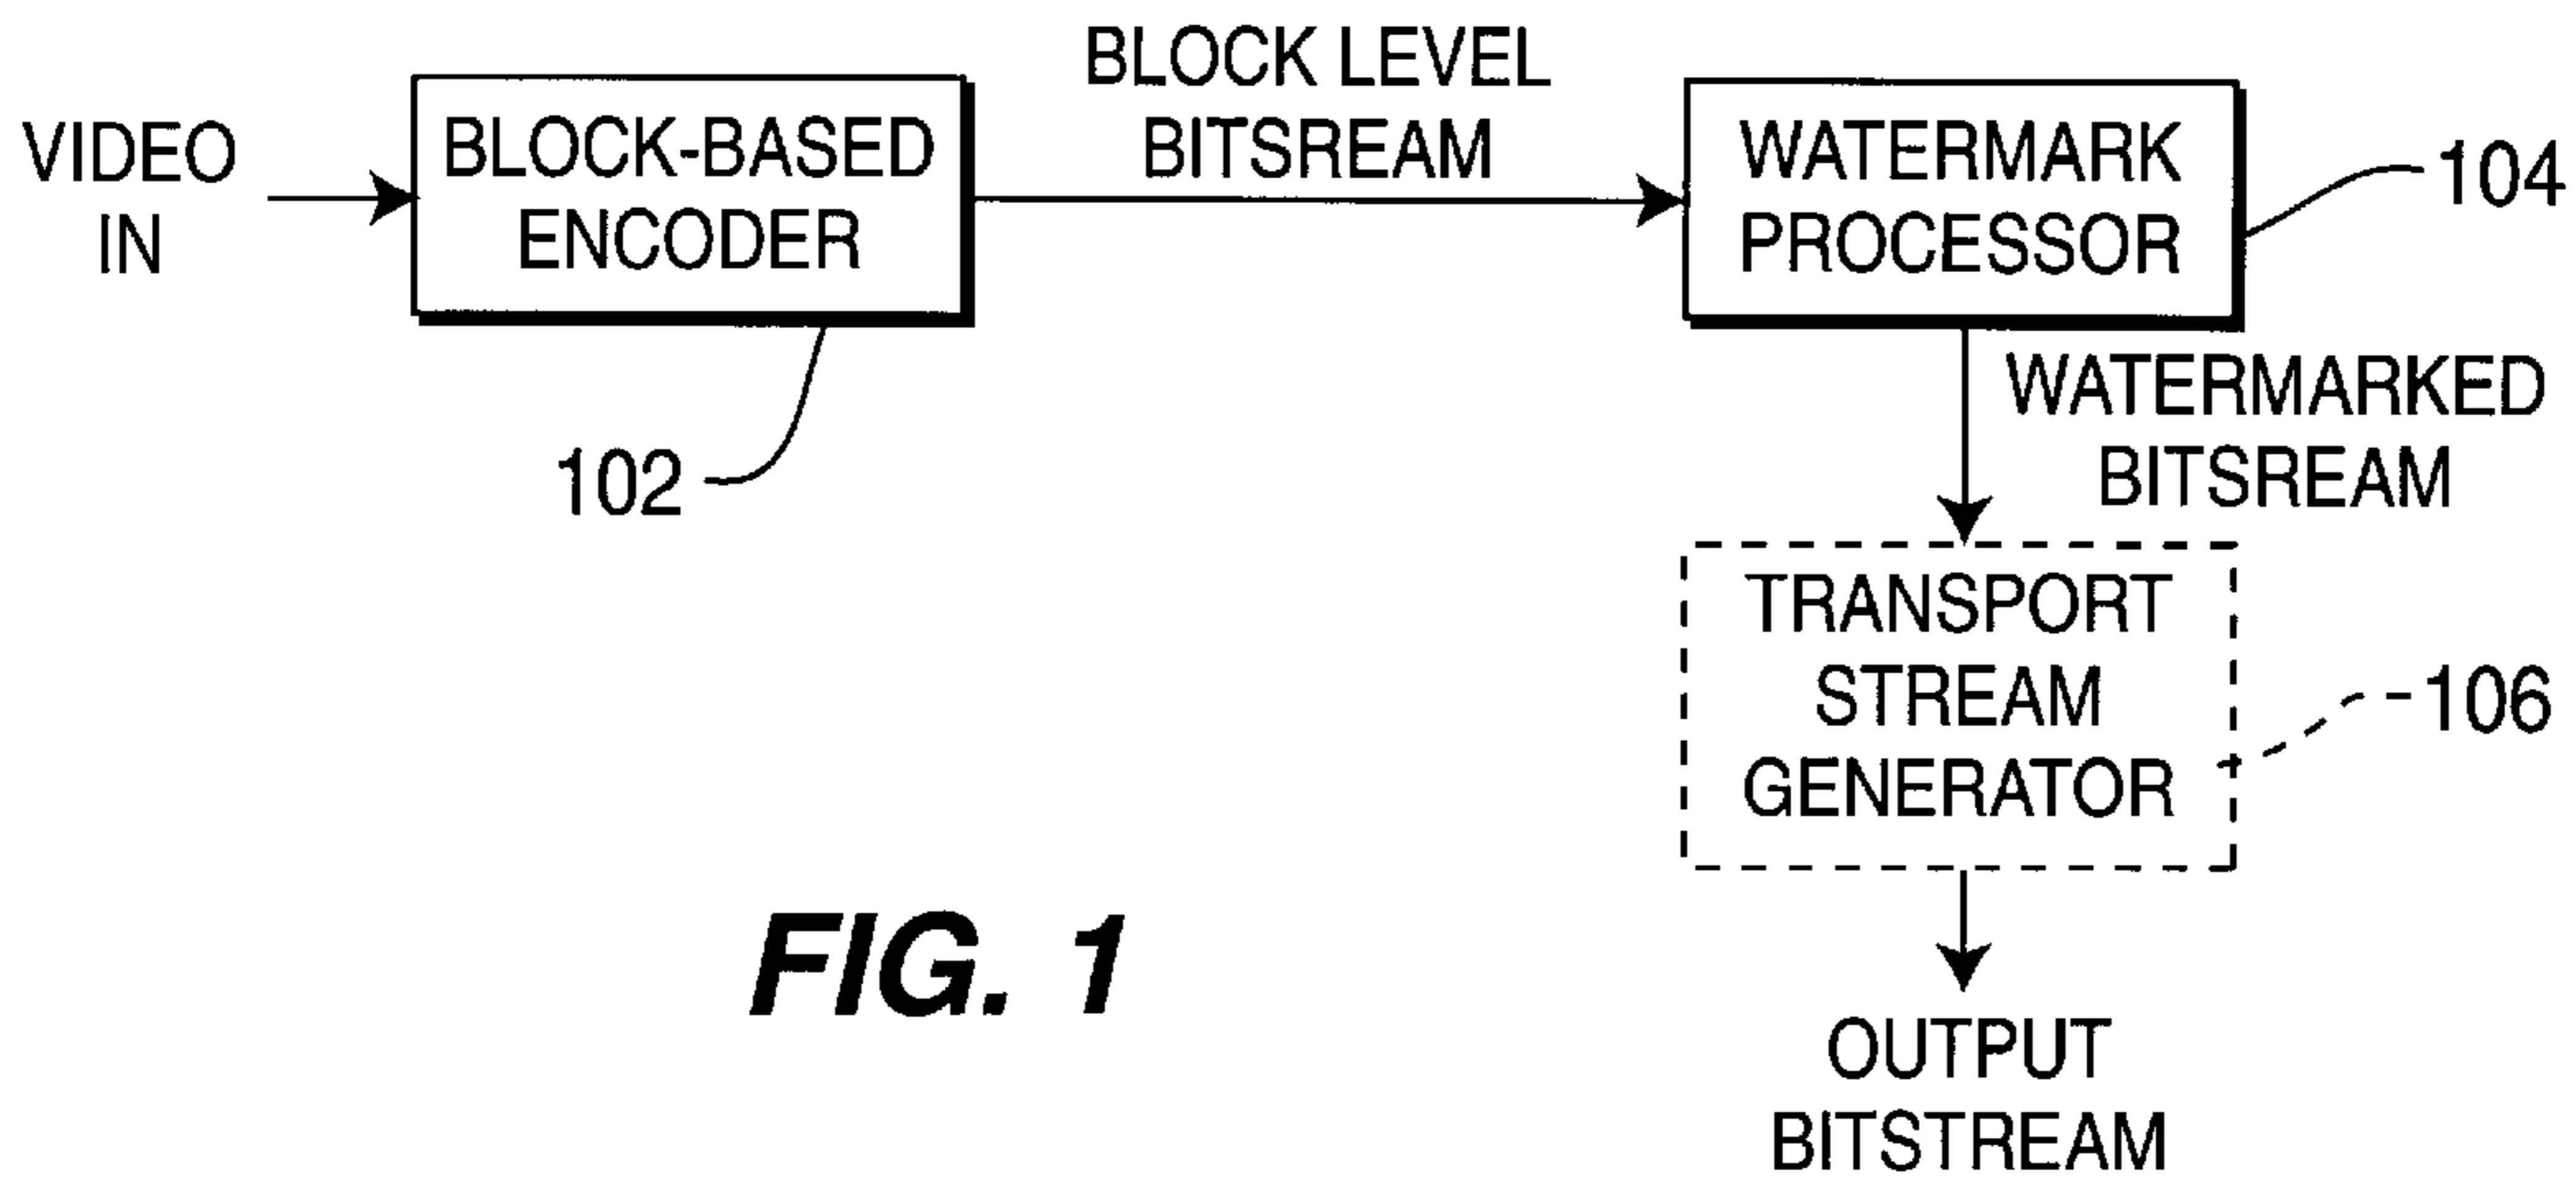 VIDEO
IN
BLOCK-BASED
ENCODER
102
BLOCK LEVEL
BITSREAM
WATERMARK
PROCESSOR
104
WATERMARKED
BITSREAM
TRANSPORT
STREAM
GENERATOR
106
OUTPUT
BITSTREAM
FIG. 1